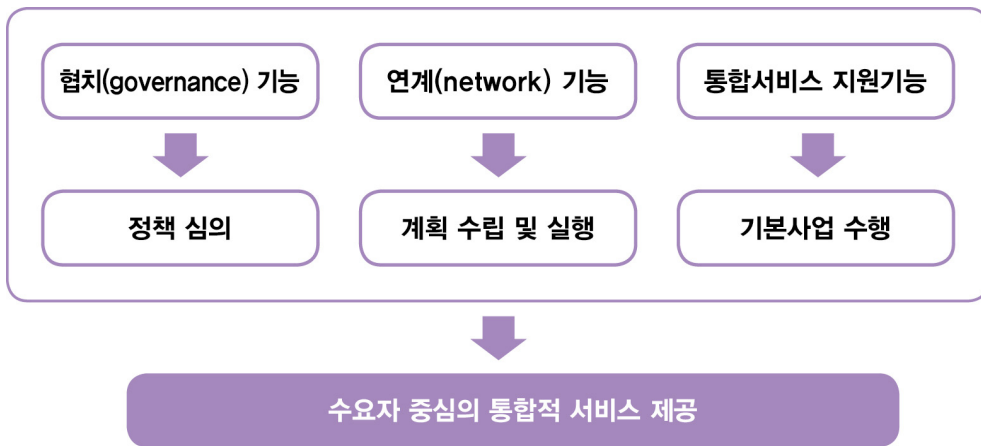 협치(governance) 기능
연계(network) 기능
통합서비스 지원기능
정책 심의
계획 수립 및 실행
기본사업 수행
수요자 중심의 통합적 서비스 제공